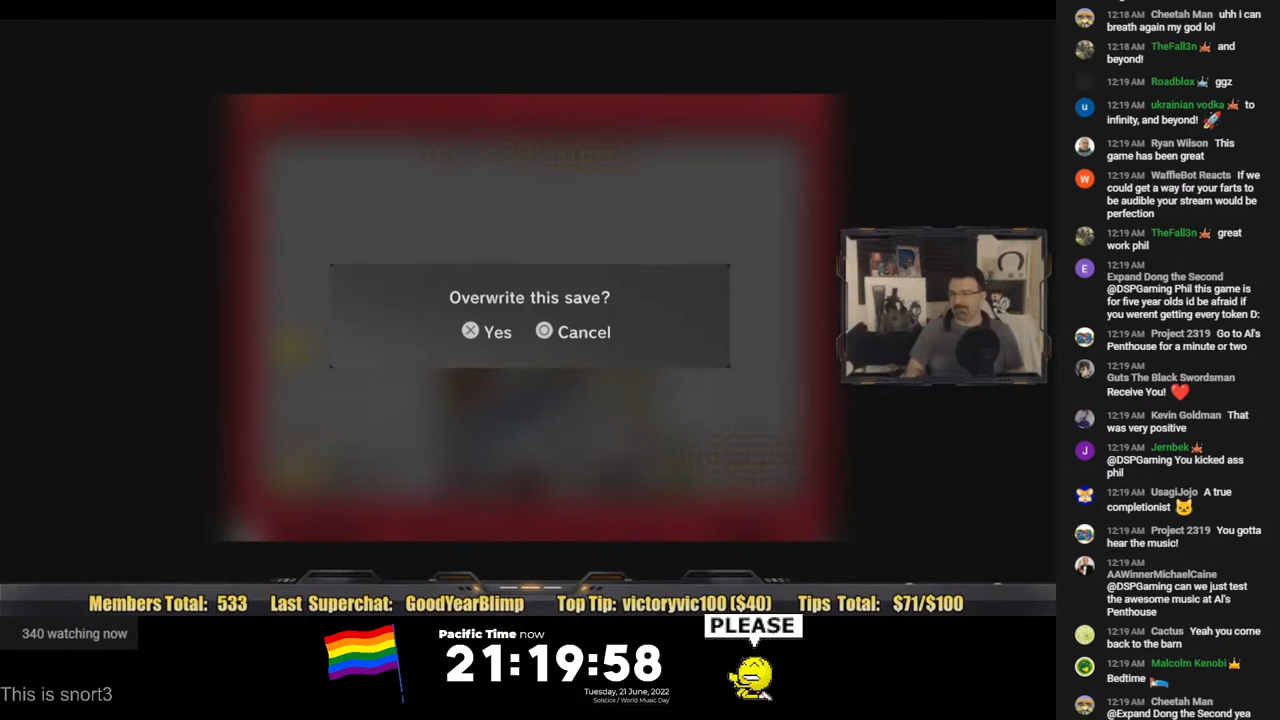 Overwrite this save?
Yes Cancel
Members Total: 533 Last Superchat: GoodYearBlimp Top Tip: victoryvic100 ($40) Tips Total: $71/$100
340 watching now
Pacific Time now
21:19:58
Tuesday, 21 June, 2022
Solstice / World Music Day
PLEASE
This is snort3
12:18 AM Cheetah Man uhh i can
breath again my god lol
12:18 AM TheFall3n and
beyond!
12:19 AM Roadblox ggz
12:19 AM ukrainian vodka to
infinity, and beyond!
12:19 AM Ryan Wilson This
game has been great
12:19 AM WaffleBot Reacts If we
could get a way for your farts to
be audible your stream would be
perfection
12:19 AM TheFall3n great
work phil
12:19 AM
Expand Dong the Second
@DSPGaming Phil this game is
for five year olds id be afraid if
you werent getting every token D:
12:19 AM Project 2319 Go to Al's
Penthouse for a minute or two
12:19 AM
Guts The Black Swordsman
Receive You!
12:19 AM Kevin Goldman That
was very positive
12:19 AM Jernbek
@DSPGaming You kicked ass
phil
12:19 AM UsagiJojo A true
completionist
12:19 AM Project 2319 You gotta
hear the music!
12:19 AM
AAWinnerMichaelCaine
@DSPGaming can we just test
the awesome music at Al's
Penthouse
12:19 AM Cactus Yeah you come
back to the barn
12:19 AM Malcolm Kenobi
Bedtime
12:19 AM Cheetah Man
@Expand Dong the Second yea